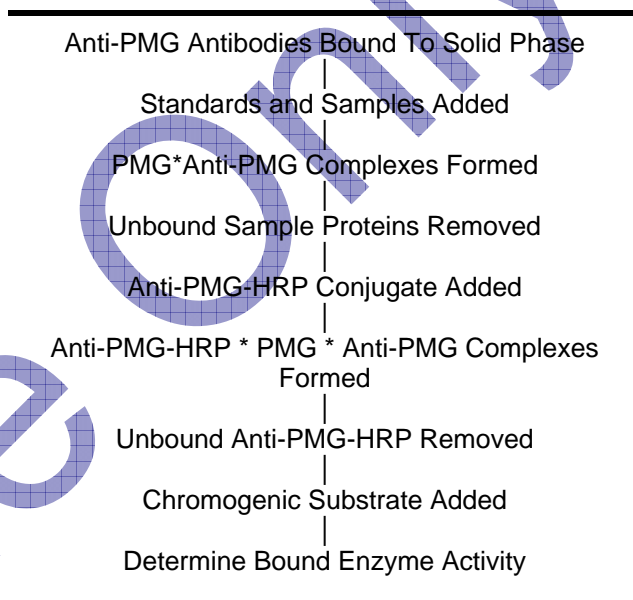 Anti-PMG Antibodies Bound To Solid Phase
|
Standards and Samples Added
|
PMG*Anti-PMG Complexes Formed
|
Unbound Sample Proteins Removed
|
Anti-PMG-HRP Conjugate Added
|
Anti-PMG-HRP * PMG * Anti-PMG Complexes
Formed
|
Unbound Anti-PMG-HRP Removed
|
Chromogenic Substrate Added
|
Determine Bound Enzyme Activity